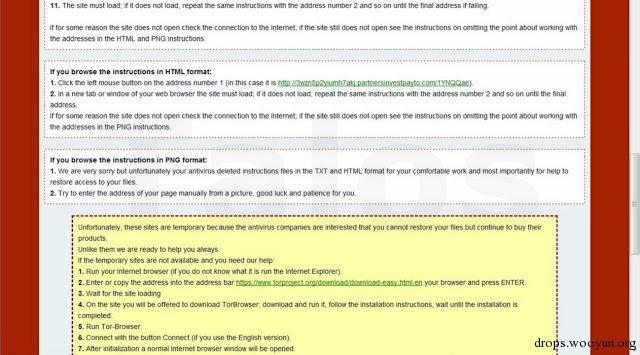 11. The site must load; if it does not load, repeat the same instructions with the address number 2 and so on until the final address if falling.
If for some reason the site does not open check the connection to the Internet; if the site still does not open see the instructions on omitting the point about working with
the addresses in the HTML and PNG instructions.
If you browse the instructions in HTML format:
1. Click the left mouse button on the address number 1 (in this case it is http://3wzn5p2yiumh7akj.partnersinvestpayto.com/1YNQQae).
2. In a new tab or window of your web browser the site must load; if it does not load, repeat the same instructions with the address number 2 and so on until the final
address.
If for some reason the site does not open check the connection to the Internet; if the site still does not open see the instructions on omitting the point about working with
the addresses in the PNG instructions.
If you browse the instructions in PNG format:
1. We are very sorry but unfortunately your antivirus deleted instructions files in the TXT and HTML format for your comfortable work and most importantly for help to
restore access to your files.
2. Try to enter the address of your page manually from a picture, good luck and patience for you.
Talos
Unfortunately, these sites are temporary because the antivirus companies are interested that you cannot restore your files but continue to buy their
products.
Unlike them we are ready to help you always.
If the temporary sites are not available and you need our help:
1. Run your Internet browser (if you do not know what it is run the Internet Explorer).
2. Enter or copy the address into the address bar https://www.torproject.org/download/download-easy.html.en your browser and press ENTER.
3. Wait for the site loading
4. On the site you will be offered to download TorBrowser; download and run it, follow the installation instructions, wait until the installation is
completed.
5. Run Tor-Browser.
6. Connect with the button Connect (if you use the English version).
7. After initialization a normal Internet browser window will be opened.
drops.wooyun.org